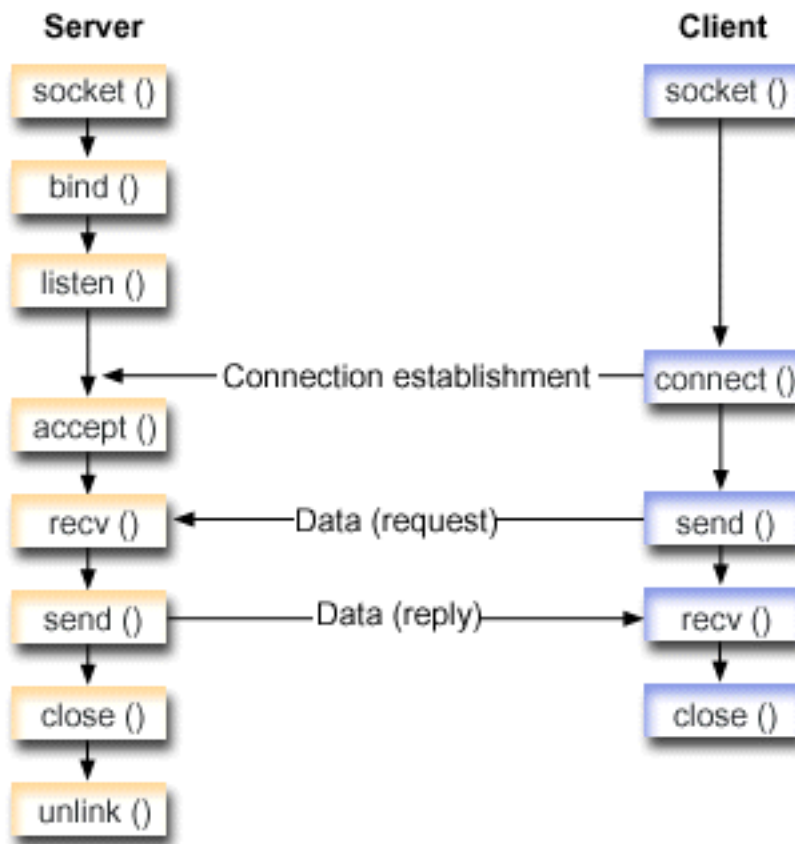 Server
Client
socket ()
socket ()
bind ()
listen ()
Connection establishment
connect ()
accept ()
recv ()
Data (request)
send ()
send ()
Data (reply)
recv ()
close ()
close ()
unlink ()